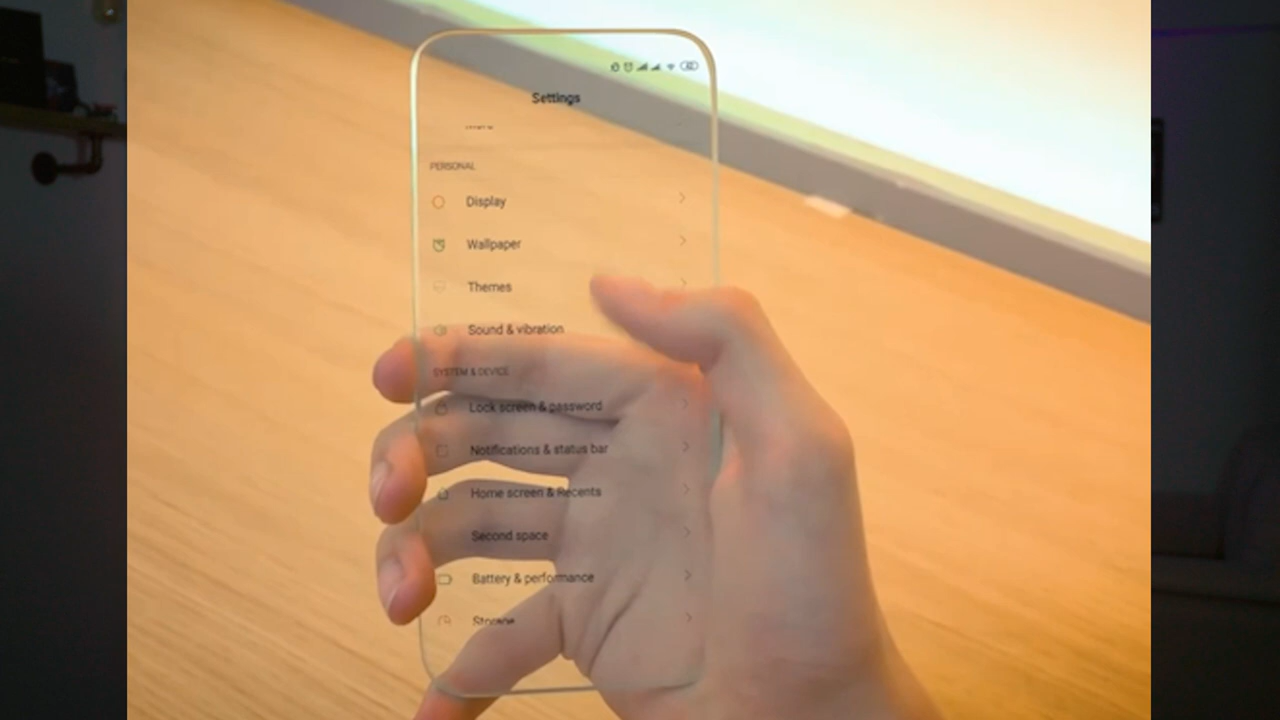 Settings
PERSONAL
Display
Wallpaper
Themes
Sound & vibration
SYSTEM & DEVICE
Lock screen & password
Notifications & status bar
Home screen & Recents
Second space
Battery & performance
Storage